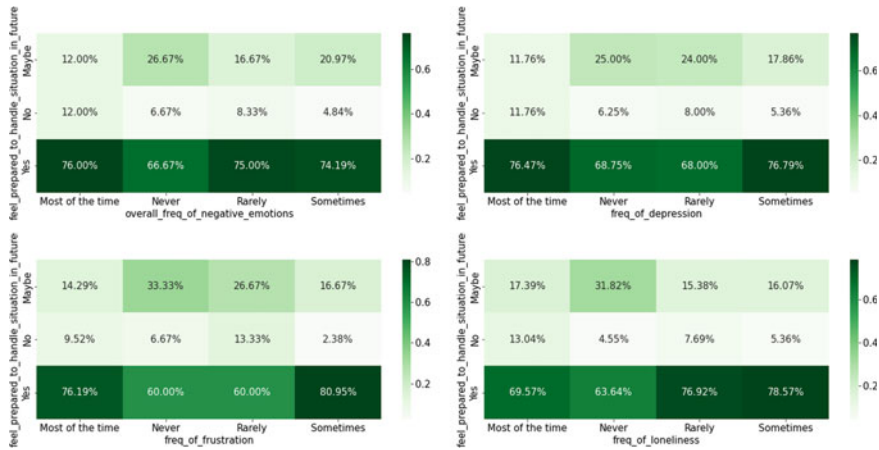 feel_prepared_to_handle_situation_in_future
Maybe
12.00% 26.67% 16.67% 20.97%
No
12.00% 6.67% 8.33% 4.84%
Yes
76.00% 66.67% 75.00% 74.19%
Most of the time Never Rarely Sometimes
overall_freq_of_negative_emotions
0.6
0.4
0.2
feel_prepared_to_handle_situation_in_future
Maybe
11.76% 25.00% 24.00% 17.86%
No
11.76% 6.25% 8.00% 5.36%
Yes
76.47% 68.75% 68.00% 76.79%
Most of the time Never Rarely Sometimes
freq_of_depression
0.6
0.4
0.2
feel_prepared_to_handle_situation_in_future
Maybe
14.29% 33.33% 26.67% 16.67%
No
9.52% 6.67% 13.33% 2.38%
Yes
76.19% 60.00% 60.00% 80.95%
Most of the time Never Rarely Sometimes
freq_of_frustration
0.8
0.6
0.4
0.2
feel_prepared_to_handle_situation_in_future
Maybe
17.39% 31.82% 15.38% 16.07%
No
13.04% 4.55% 7.69% 5.36%
Yes
69.57% 63.64% 76.92% 78.57%
Most of the time Never Rarely Sometimes
freq_of_loneliness
0.6
0.4
0.2